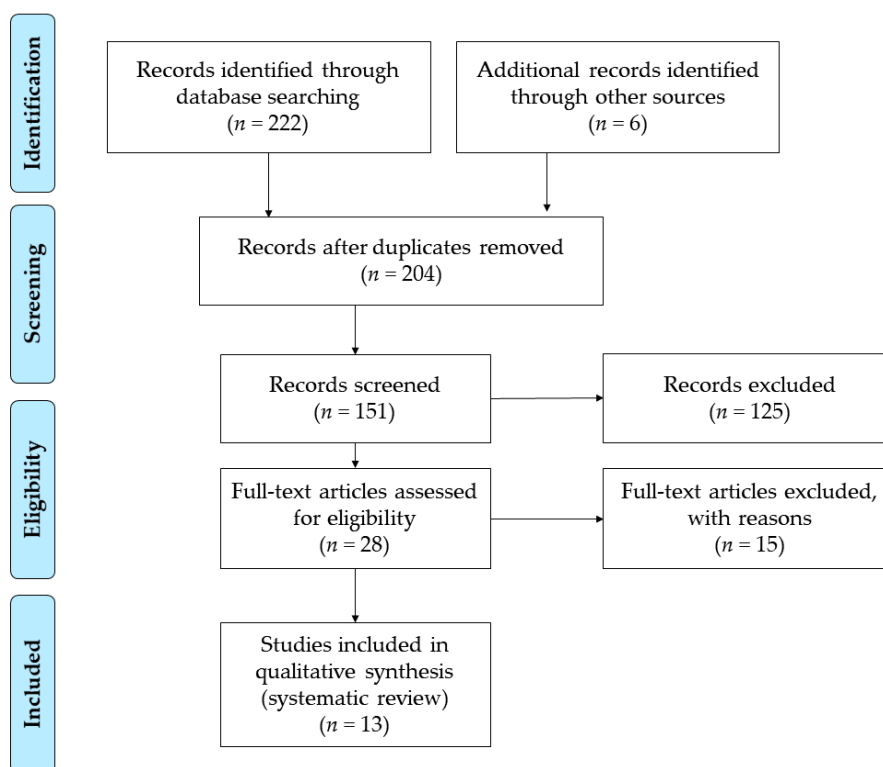 Identification
Records identified through
database searching
(n = 222)
Additional records identified
through other sources
(n = 6)
Screening
Records after duplicates removed
(n = 204)
Records screened
(n = 151)
Records excluded
(n = 125)
Eligibility
Full-text articles assessed
for eligibility
(n = 28)
Full-text articles excluded,
with reasons
(n = 15)
Included
Studies included in
qualitative synthesis
(systematic review)
(n = 13)